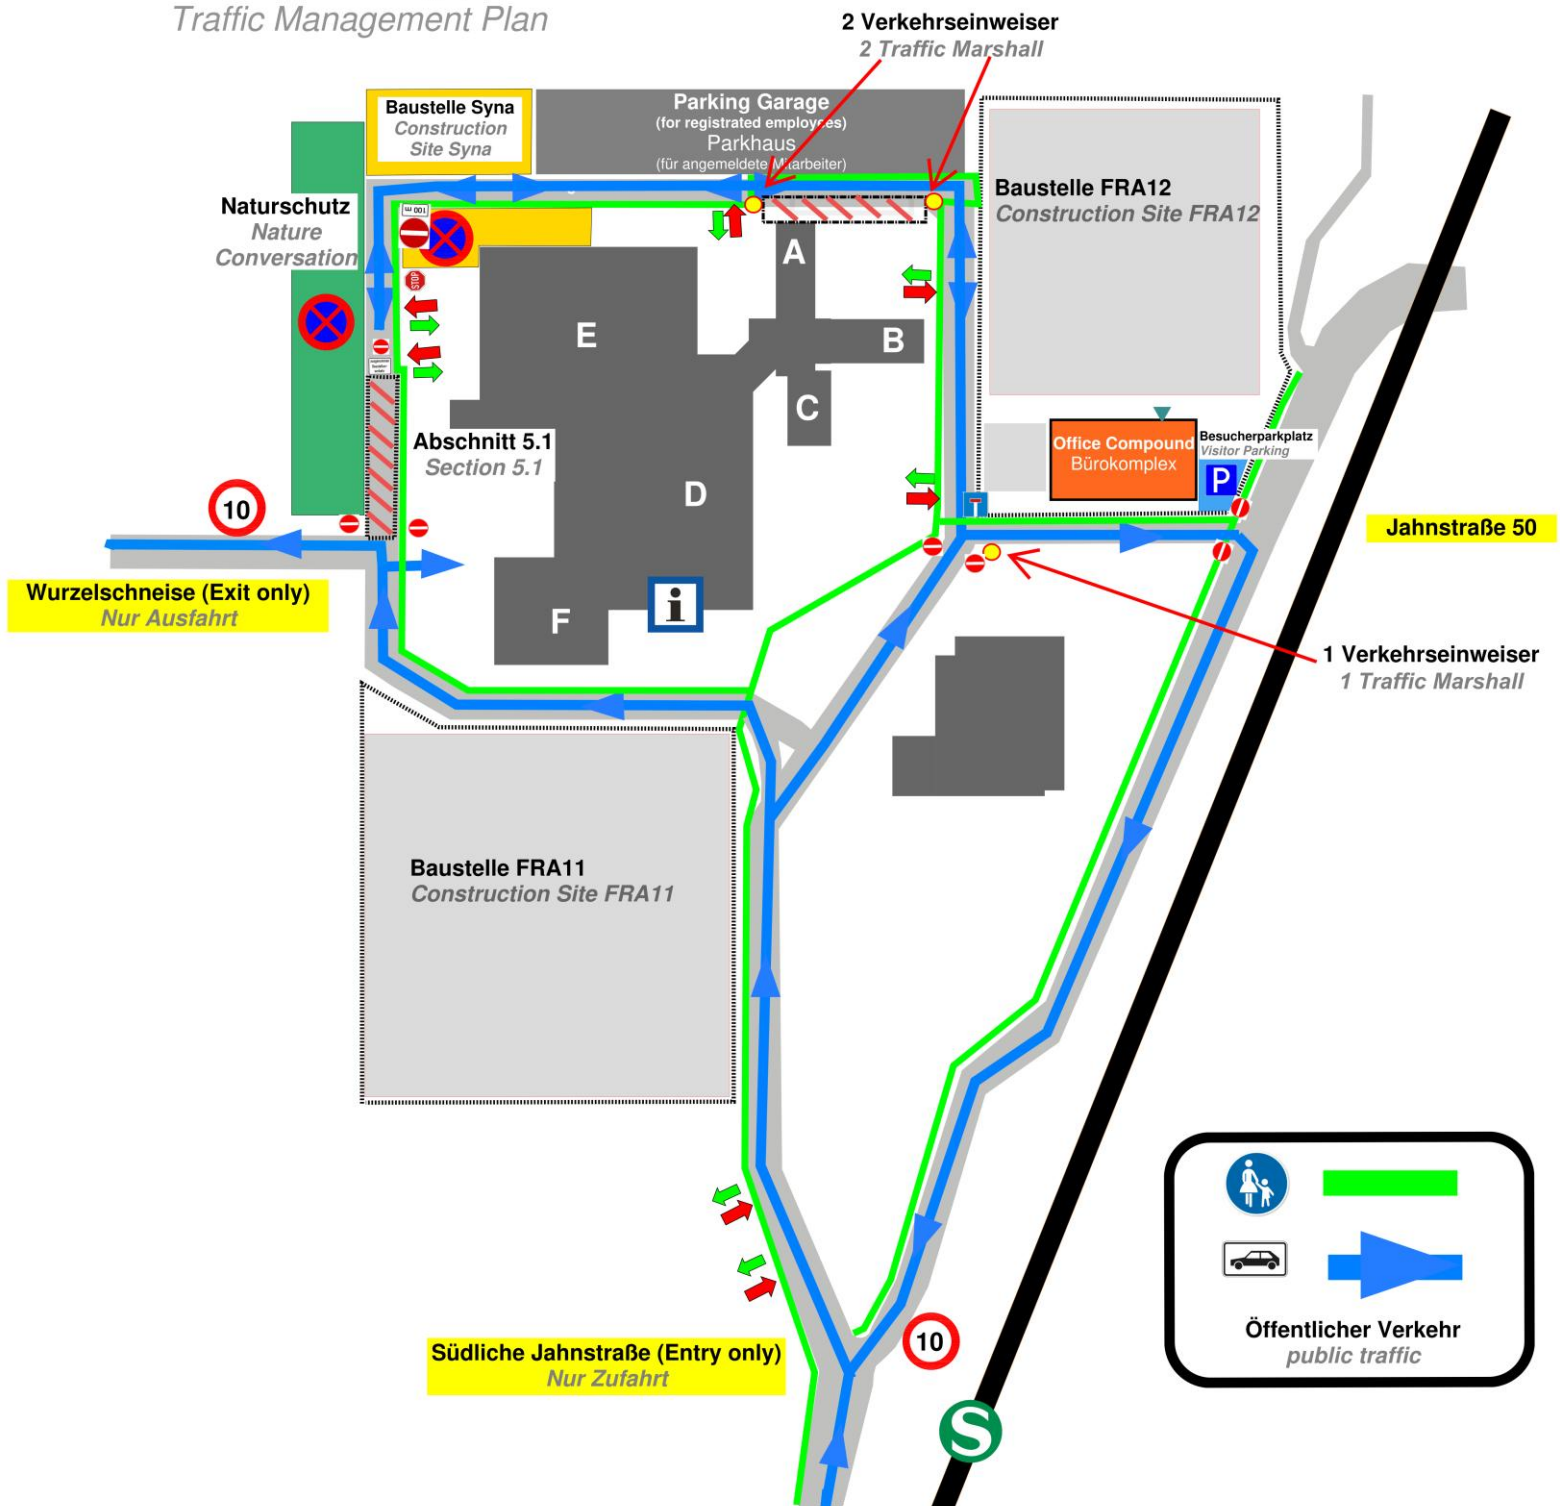 Traffic Management Plan
2 Verkehrseinweiser
2 Traffic Marshall
Baustelle Syna
Construction
Site Syna
Parking Garage
(for registrated employees)
Parkhaus
(für angemeldete Mitarbeiter)
Baustelle FRA12
Construction Site FRA12
Naturschutz
Nature
Conversation
100 m
STOP
A
B
C
E
D
F
Abschnitt 5.1
Section 5.1
Office Compound
Bürokomplex
Besucherparkplatz
Visitor Parking
P
10
Jahnstraße 50
Wurzelschneise (Exit only)
Nur Ausfahrt
i
1 Verkehrseinweiser
1 Traffic Marshall
Baustelle FRA11
Construction Site FRA11
Südliche Jahnstraße (Entry only)
Nur Zufahrt
10
S
Öffentlicher Verkehr
public traffic